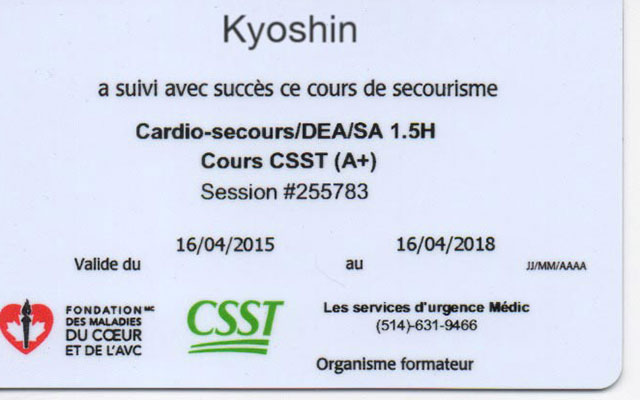 Kyoshin
a suivi avec succès ce cours de secourisme
Cardio-secours/DEA/SA 1.5H
Cours CSST (A+)
Session #255783
Valide du 16/04/2015 au 16/04/2018 JJ/MM/AAAA
FONDATION MC
DES MALADIES
DU CŒUR
ET DE L'AVC
CSST
Les services d'urgence Médic
(514)-631-9466
Organisme formateur